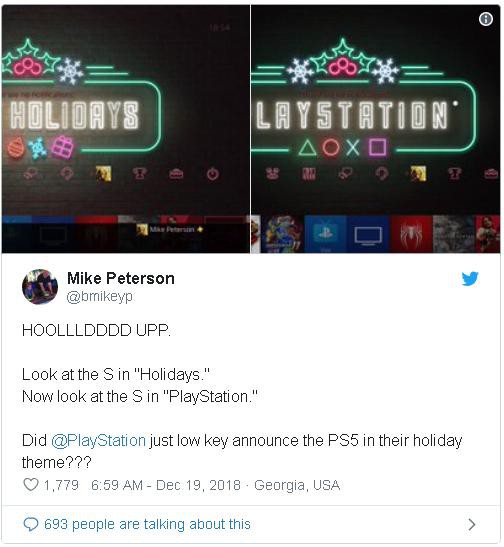 18:54
HOLIDAYS
LAYSTATION
Mike Peterson
Mike Peterson
@bmikeyp
HOOLLLDDDD UPP.
Look at the S in "Holidays."
Now look at the S in "PlayStation."
Did @PlayStation just low key announce the PS5 in their holiday
theme???
1,779 6:59 AM - Dec 19, 2018 · Georgia, USA
693 people are talking about this